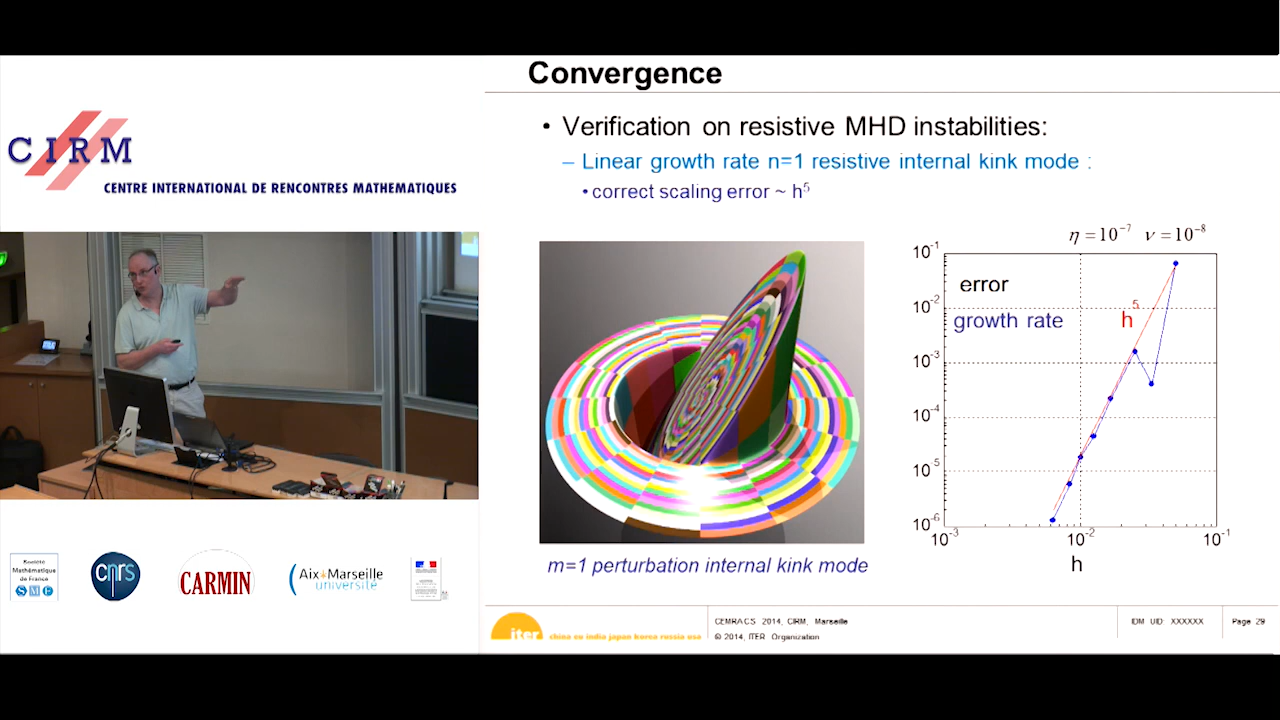 Convergence
CIRM
CENTRE INTERNATIONAL DE RENCONTRES MATHEMATIQUES
• Verification on resistive MHD instabilities:
– Linear growth rate n=1 resistive internal kink mode :
• correct scaling error ~ h⁵
η = 10⁻⁷ ν = 10⁻⁸
10⁻¹
error
10⁻²
growth rate
h⁵
10⁻³
10⁻⁴
10⁻⁵
10⁻⁶
10⁻³ 10⁻² 10⁻¹
h
m=1 perturbation internal kink mode
Société
Mathématique
de France
SMF
cnrs
CARMIN
Aix*Marseille
université
iter
china eu india japan korea russia usa
CEMRACS 2014, CIRM, Marseille
© 2014, ITER Organization
IDM UID: XXXXXX
Page 29